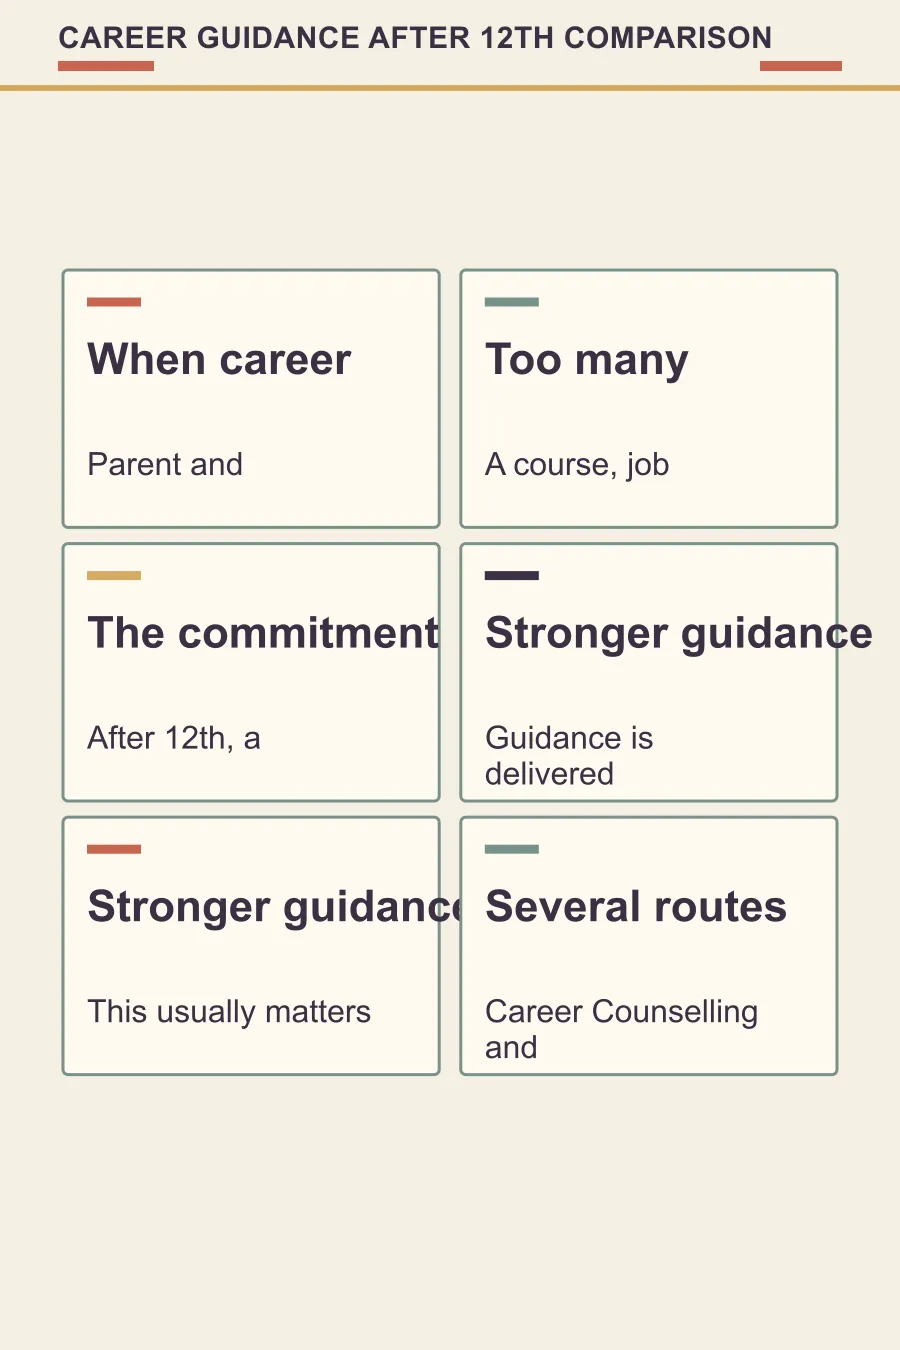 CAREER GUIDANCE AFTER 12TH COMPARISON
When career
Parent and
Too many
A course, job
The commitment
After 12th, a
Stronger guidance
Guidance is
delivered
Stronger guidance
This usually matters
Several routes
Career Counselling
and